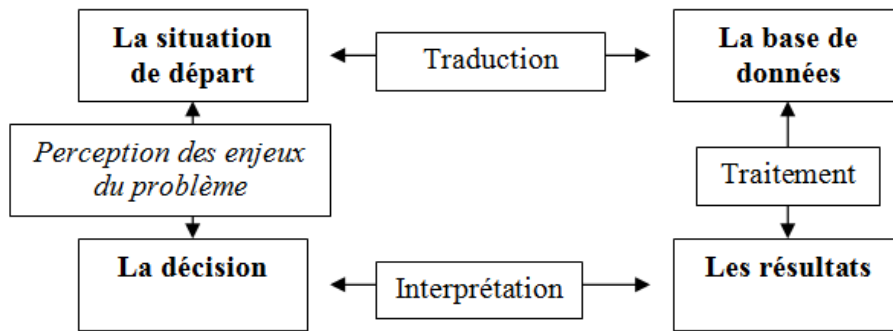 La situation
de départ
Traduction
La base de
données
Perception des enjeux
du problème
Traitement
La décision
Interprétation
Les résultats